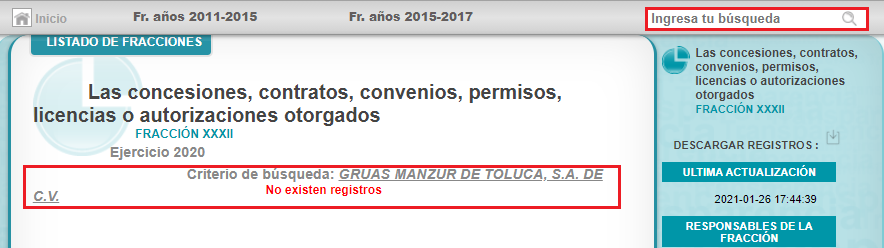 Inicio
Fr. años 2011-2015
Fr. años 2015-2017
Ingresa tu búsqueda
LISTADO DE FRACCIONES
Las concesiones, contratos, convenios, permisos,
licencias o autorizaciones otorgados
FRACCIÓN XXXII
Ejercicio 2020
Criterio de búsqueda: GRUAS MANZUR DE TOLUCA, S.A. DE
C.V.
No existen registros
Las concesiones, contratos,
convenios, permisos,
licencias o autorizaciones
otorgados
FRACCIÓN XXXII
DESCARGAR REGISTROS :
ULTIMA ACTUALIZACIÓN
2021-01-26 17:44:39
RESPONSABLES DE LA
FRACCIÓN